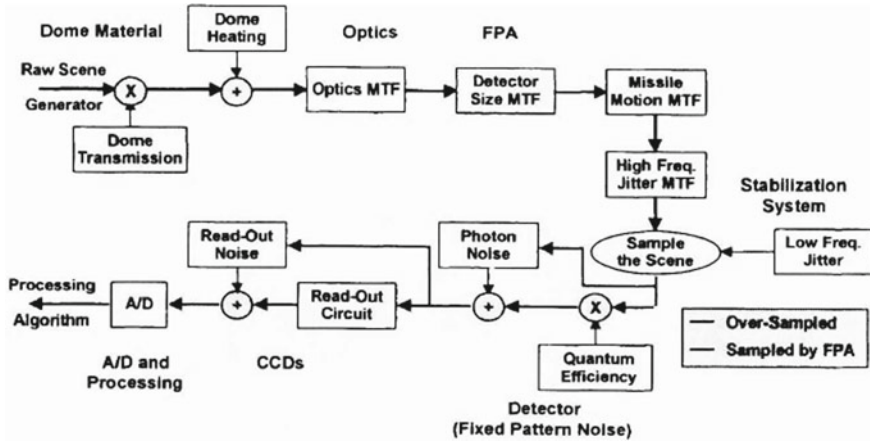 Dome Material
Dome
Heating
Optics
FPA
Raw Scene
Generator
X
+
Optics MTF
Detector
Size MTF
Missile
Motion MTF
Dome
Transmission
High Freq.
Jitter MTF
Stabilization
System
Read-Out
Noise
Photon
Noise
Sample
the Scene
Low Freq.
Jitter
Processing
Algorithm
A/D
+
Read-Out
Circuit
+
X
Over-Sampled
Sampled by FPA
A/D and
Processing
CCDs
Quantum
Efficiency
Detector
(Fixed Pattern Noise)